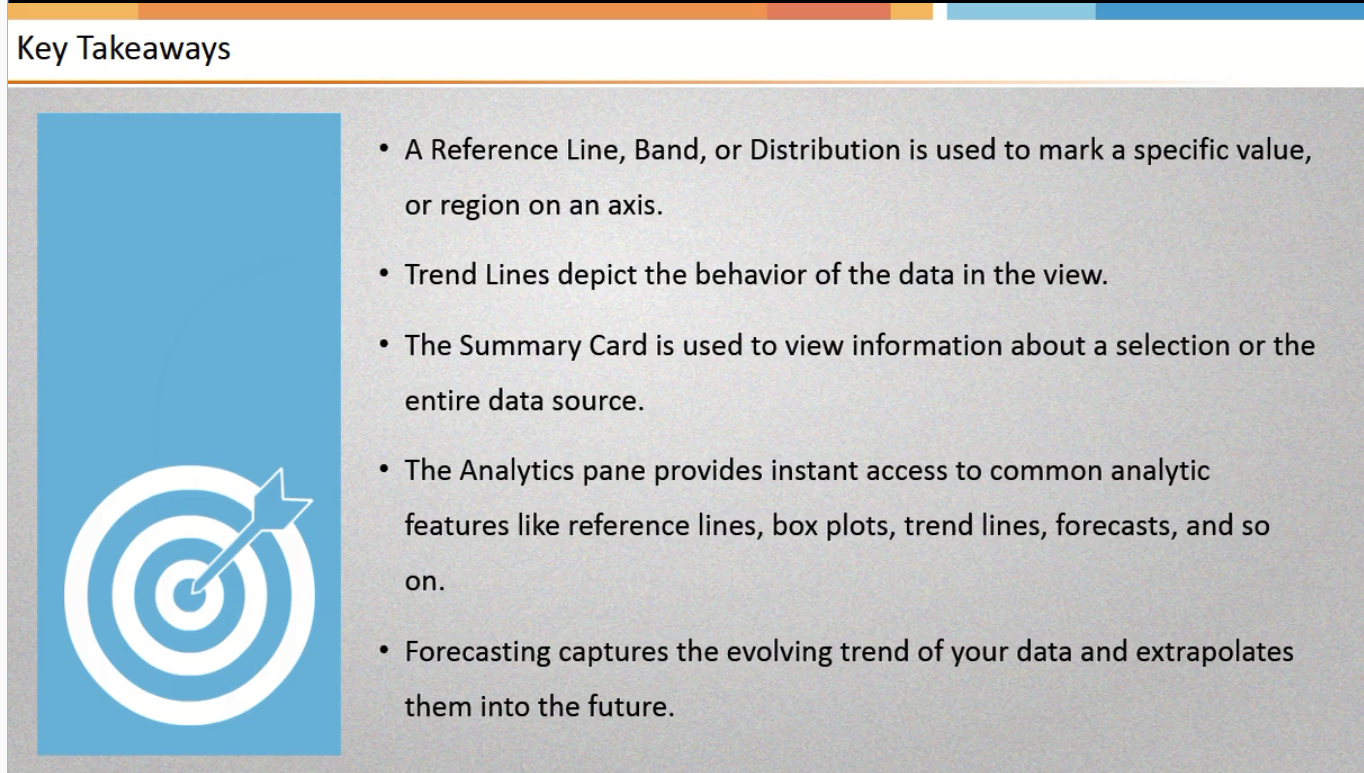 Key Takeaways
• A Reference Line, Band, or Distribution is used to mark a specific value,
or region on an axis.
• Trend Lines depict the behavior of the data in the view.
• The Summary Card is used to view information about a selection or the
entire data source.
• The Analytics pane provides instant access to common analytic
features like reference lines, box plots, trend lines, forecasts, and so
on.
• Forecasting captures the evolving trend of your data and extrapolates
them into the future.